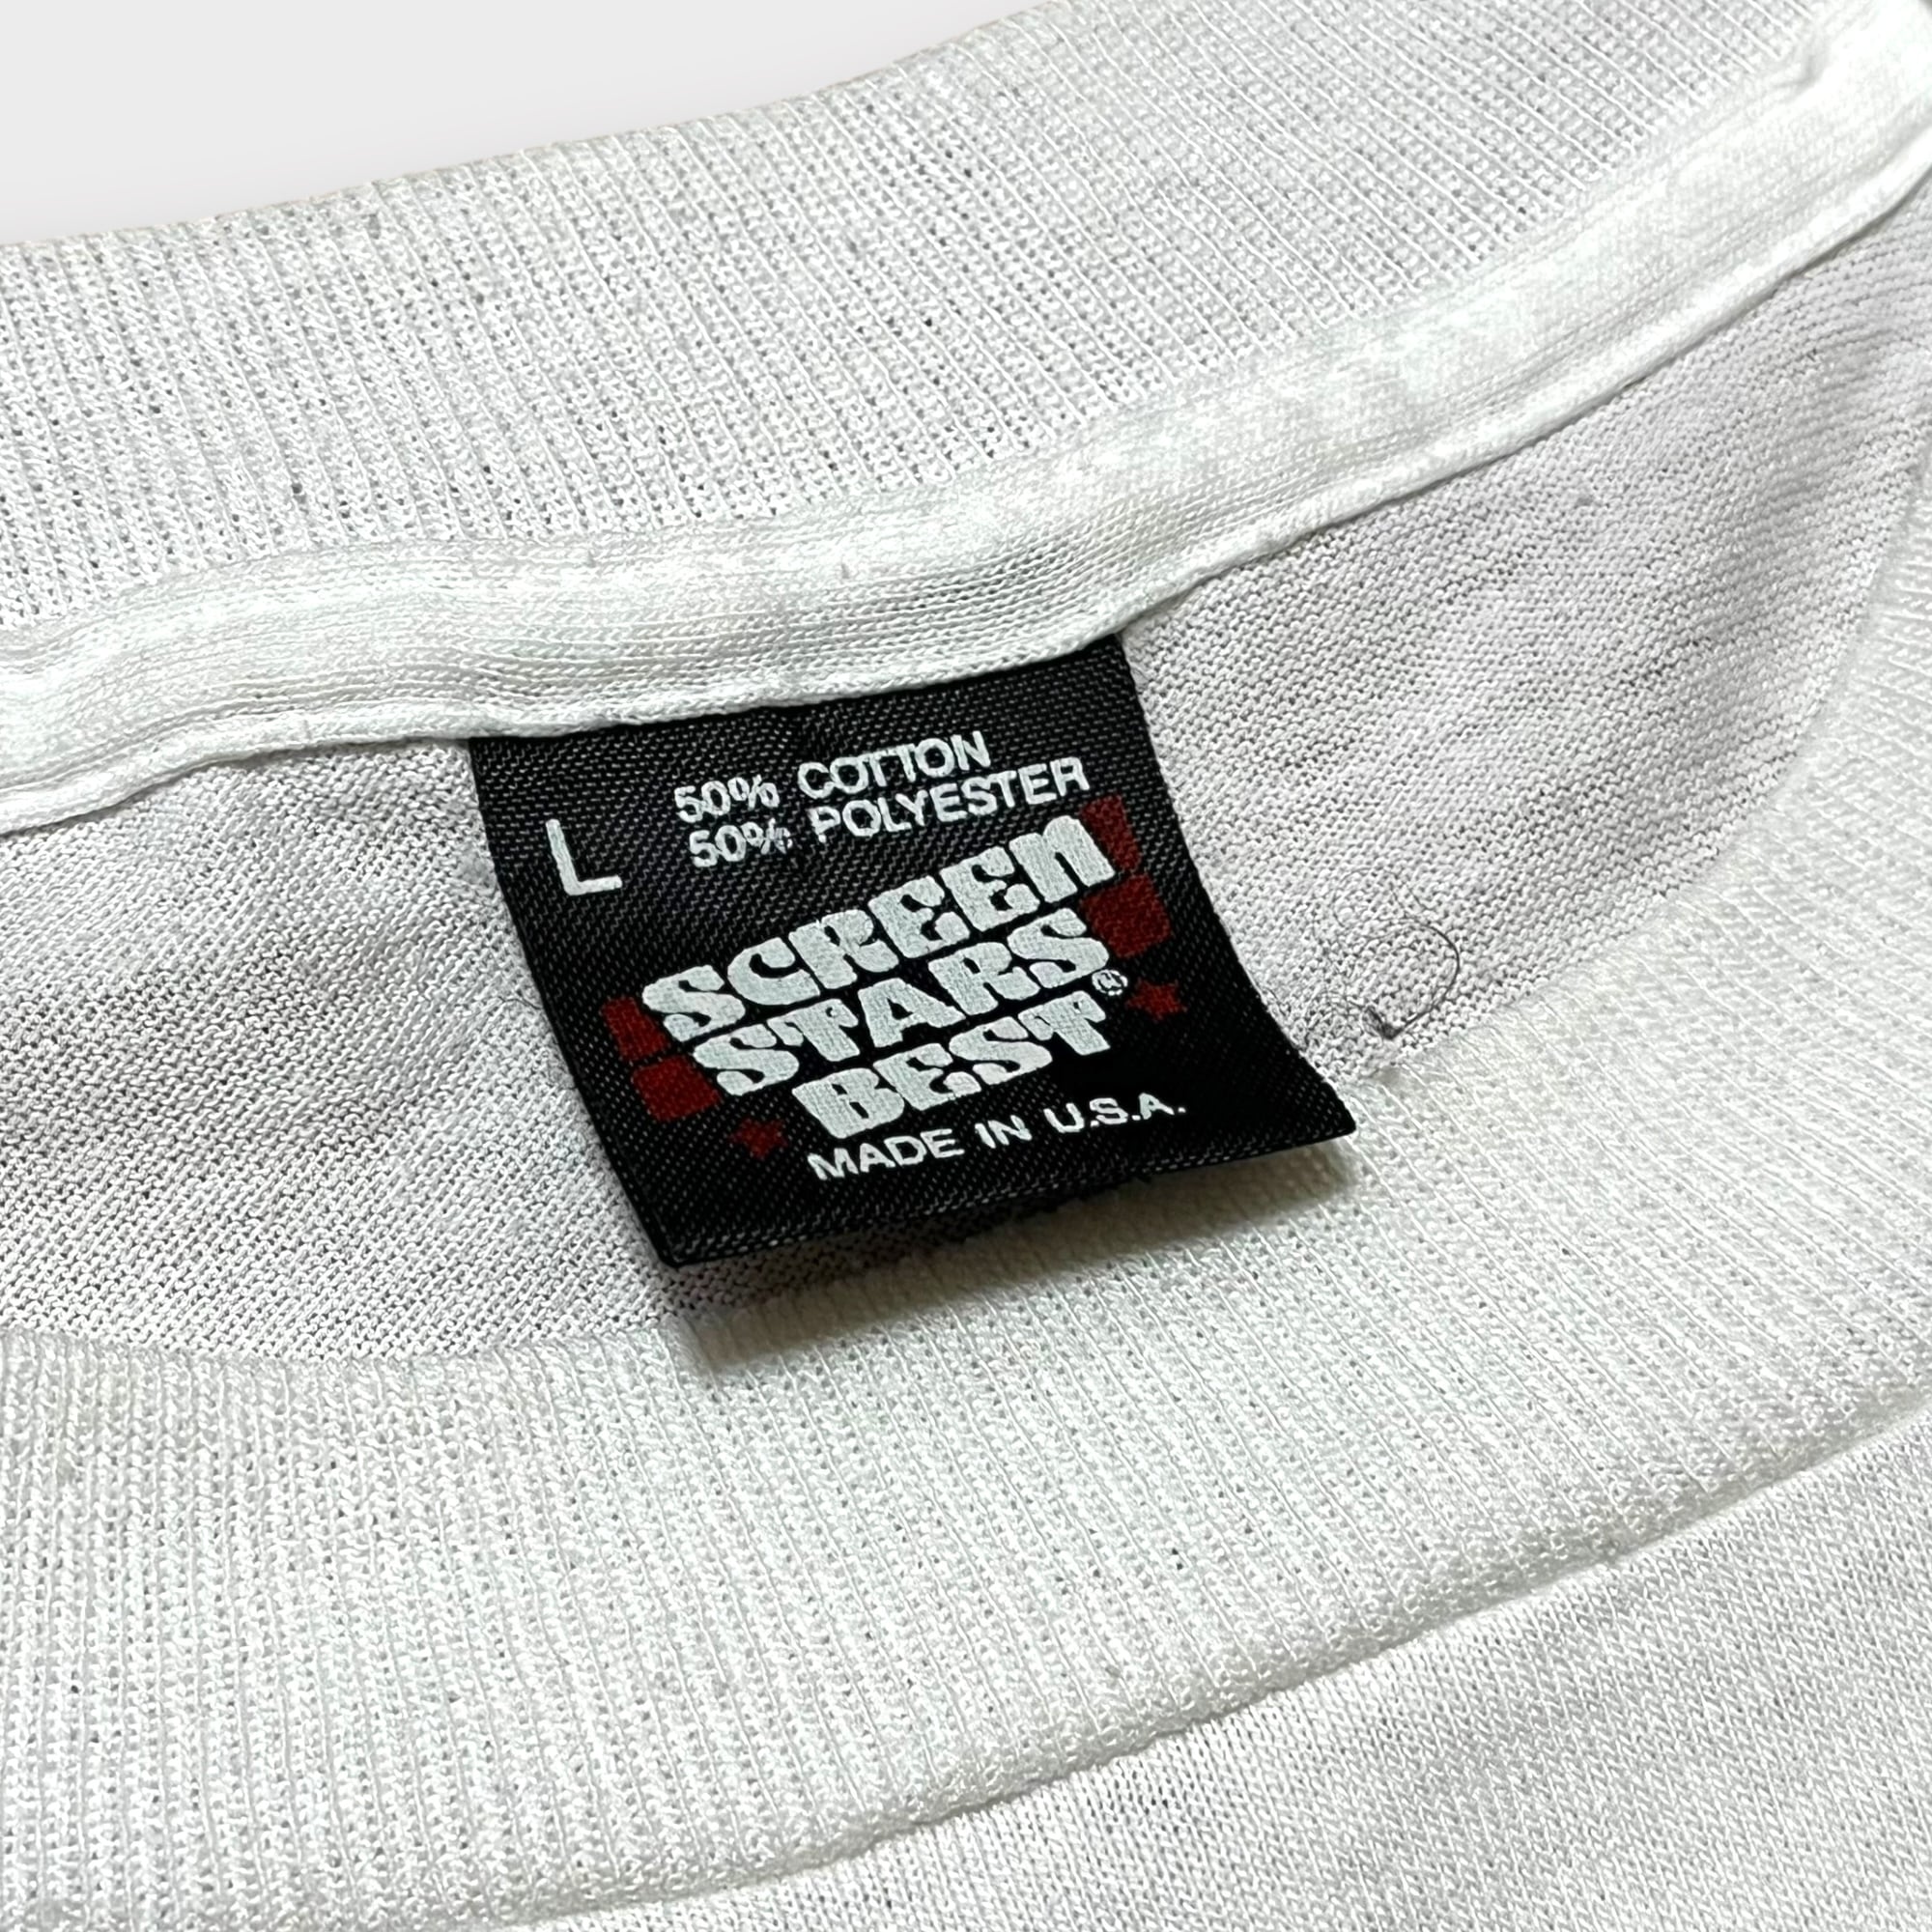 50% COTTON
50% POLYESTER
L
SCREEN
STARS®
BEST
MADE IN U.S.A.